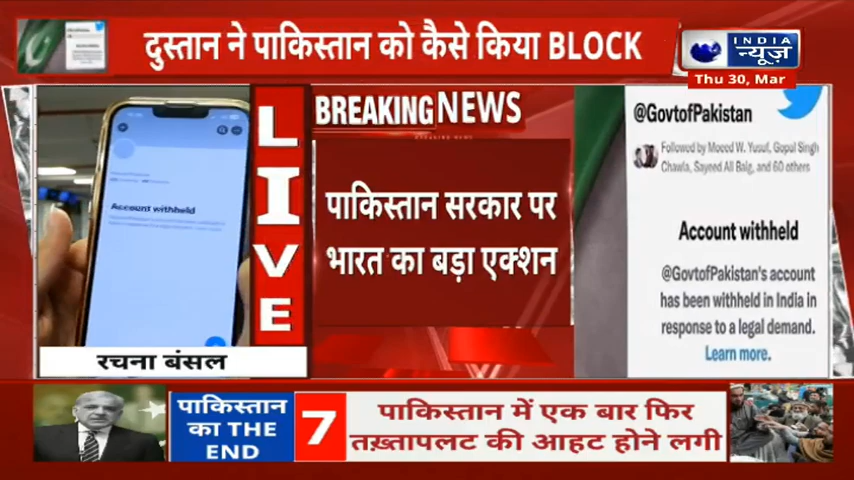 दुस्तान ने पाकिस्तान को कैसे किया BLOCK
INDIA
न्यूज़
Thu 30, Mar
Account withheld
LIVE
रचना बंसल
BREAKING NEWS
BREAKING NEWS
पाकिस्तान सरकार पर
भारत का बड़ा एक्शन
@GovtofPakistan
Followed by Moeed W. Yusuf, Gopal Singh
Chawla, Sayeed Ali Baig, and 60 others
Account withheld
@GovtofPakistan's account
has been withheld in India in
response to a legal demand.
Learn more.
पाकिस्तान
का THE
END
7
पाकिस्तान में एक बार फिर
तख़्तापलट की आहट होने लगी